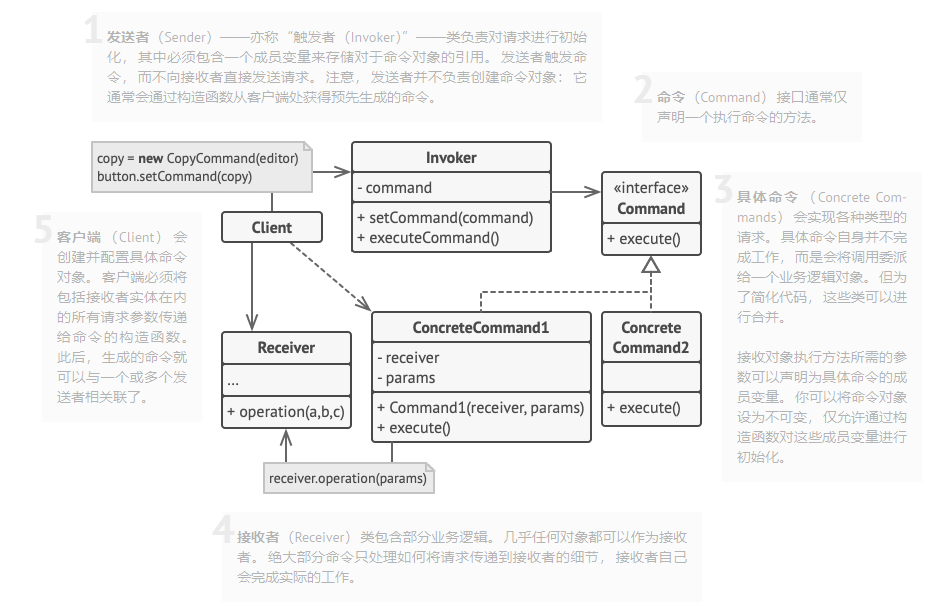 1
发送者 （Sender）——亦称 “触发者 （Invoker）”——类负责对请求进行初始
化， 其中必须包含一个成员变量来存储对于命令对象的引用。 发送者触发命
令， 而不向接收者直接发送请求。 注意， 发送者并不负责创建命令对象： 它
通常会通过构造函数从客户端处获得预先生成的命令。
2
命令 （Command） 接口通常仅
声明一个执行命令的方法。
copy = new CopyCommand(editor)
button.setCommand(copy)
Invoker
- command
+ setCommand(command)
+ executeCommand()
«interface»
Command
+ execute()
3
具体命令 （Concrete Com-
mands） 会实现各种类型的
请求。 具体命令自身并不完
成工作， 而是会将调用委派
给一个业务逻辑对象。 但为
了简化代码， 这些类可以进
行合并。
接收对象执行方法所需的参
数可以声明为具体命令的成
员变量。 你可以将命令对象
设为不可变， 仅允许通过构
造函数对这些成员变量进行
初始化。
5
客户端 （Client） 会
创建并配置具体命令
对象。 客户端必须将
包括接收者实体在内
的所有请求参数传递
给命令的构造函数。
此后， 生成的命令就
可以与一个或多个发
送者相关联了。
Client
Receiver
...
+ operation(a,b,c)
ConcreteCommand1
- receiver
- params
+ Command1(receiver, params)
+ execute()
Concrete
Command2
+ execute()
receiver.operation(params)
4
接收者 （Receiver） 类包含部分业务逻辑。 几乎任何对象都可以作为接收
者。 绝大部分命令只处理如何将请求传递到接收者的细节， 接收者自己
会完成实际的工作。